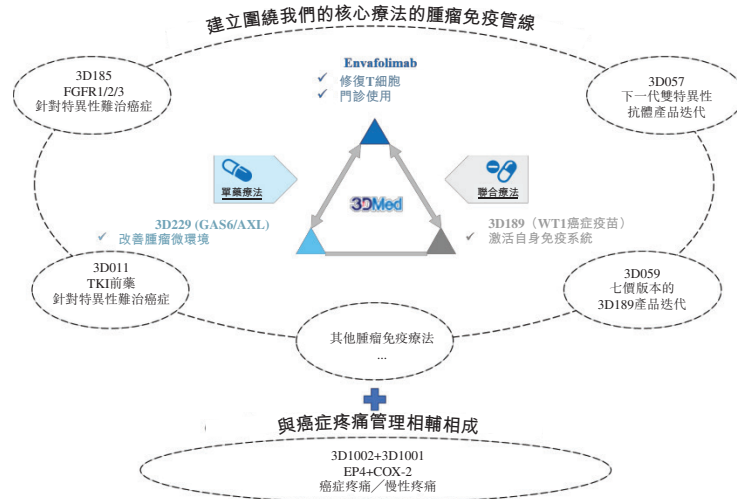 建立圍繞我們的核心療法的腫瘤免疫管線
3D185
FGFR1/2/3
針對特異性難治癌症
Envafolimab
✓ 修復T細胞
✓ 門診使用
3D057
下一代雙特異性
抗體產品迭代
單藥療法
3DMed
聯合療法
3D229 (GAS6/AXL)
✓ 改善腫瘤微環境
3D189（WT1癌症疫苗）
✓ 激活自身免疫系統
3D011
TKI前藥
針對特異性難治癌症
3D059
七價版本的
3D189產品迭代
其他腫瘤免疫療法
...
與癌症疼痛管理相輔相成
3D1002+3D1001
EP4+COX-2
癌症疼痛／慢性疼痛